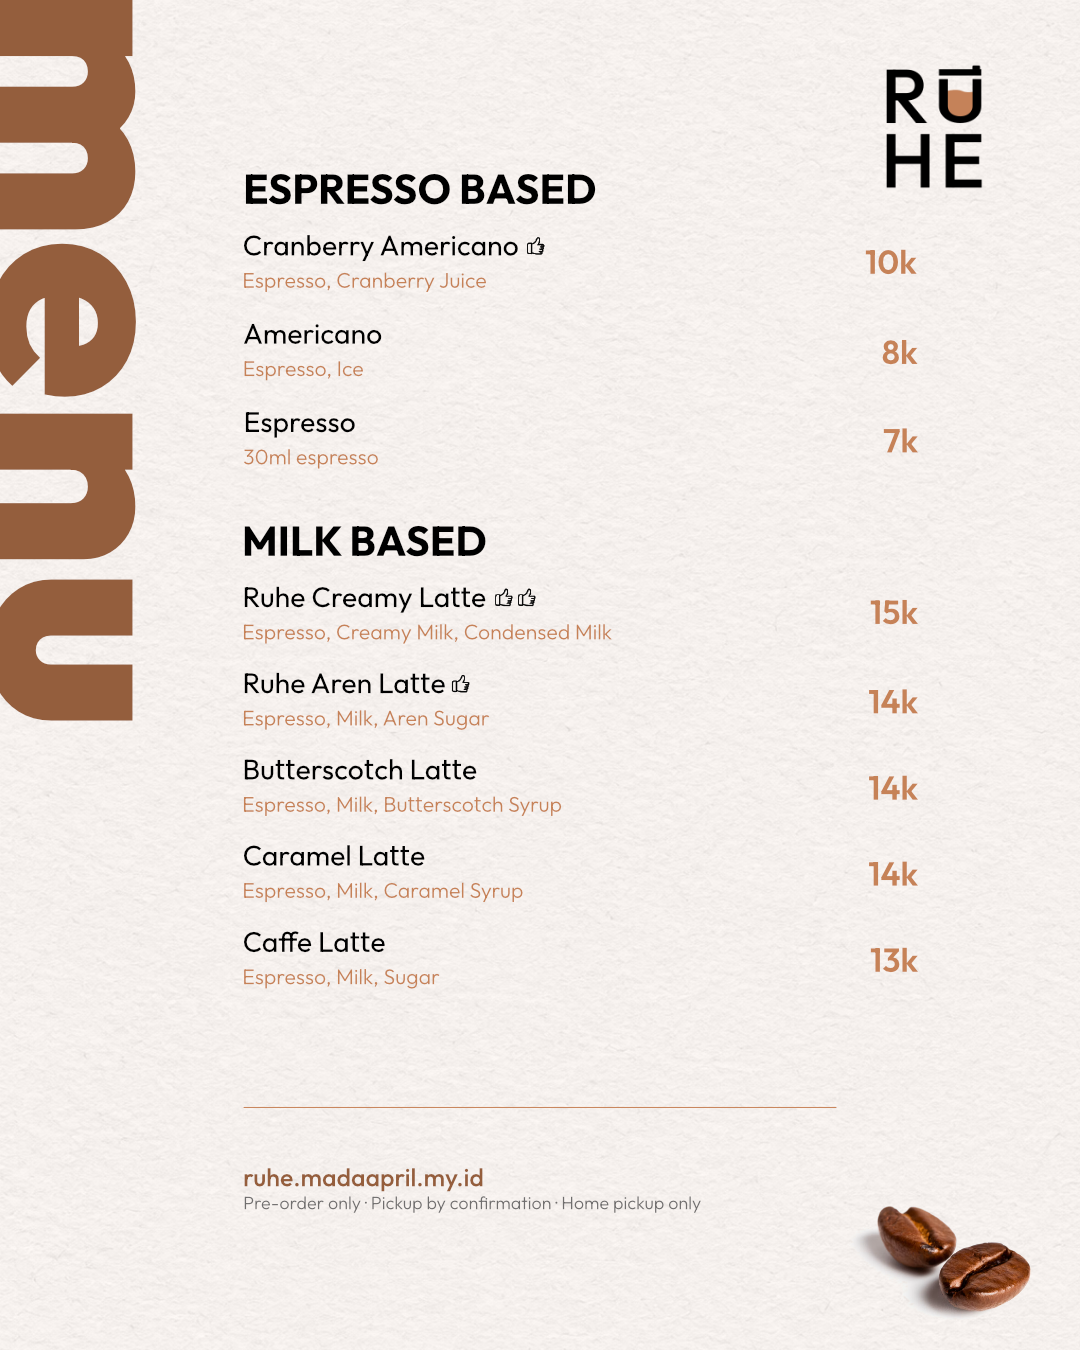 menu
RŪ
HE
ESPRESSO BASED
Cranberry Americano
10k
Espresso, Cranberry Juice
Americano
8k
Espresso, Ice
Espresso
7k
30ml espresso
MILK BASED
Ruhe Creamy Latte
15k
Espresso, Creamy Milk, Condensed Milk
Ruhe Aren Latte
14k
Espresso, Milk, Aren Sugar
Butterscotch Latte
14k
Espresso, Milk, Butterscotch Syrup
Caramel Latte
14k
Espresso, Milk, Caramel Syrup
Caffe Latte
13k
Espresso, Milk, Sugar
ruhe.madaapril.my.id
Pre-order only · Pickup by confirmation · Home pickup only